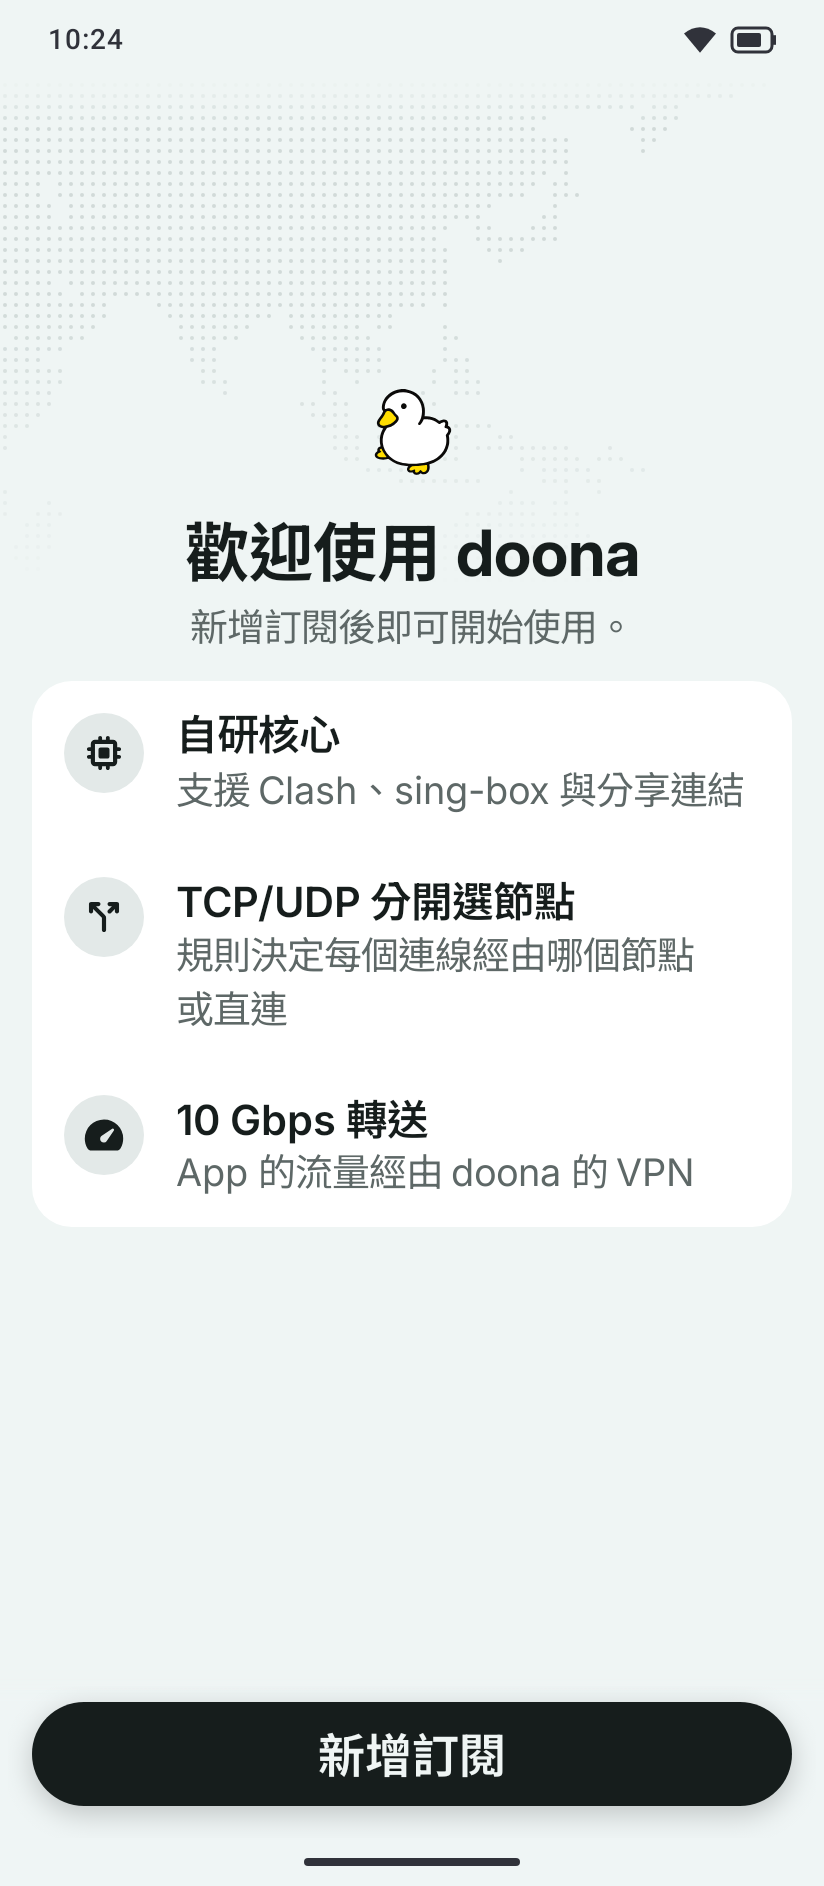 10:24
歡迎使用 doona
新增訂閱後即可開始使用。
自研核心
支援 Clash、sing-box 與分享連結
TCP/UDP 分開選節點
規則決定每個連線經由哪個節點
或直連
10 Gbps 轉送
App 的流量經由 doona 的 VPN
新增訂閱